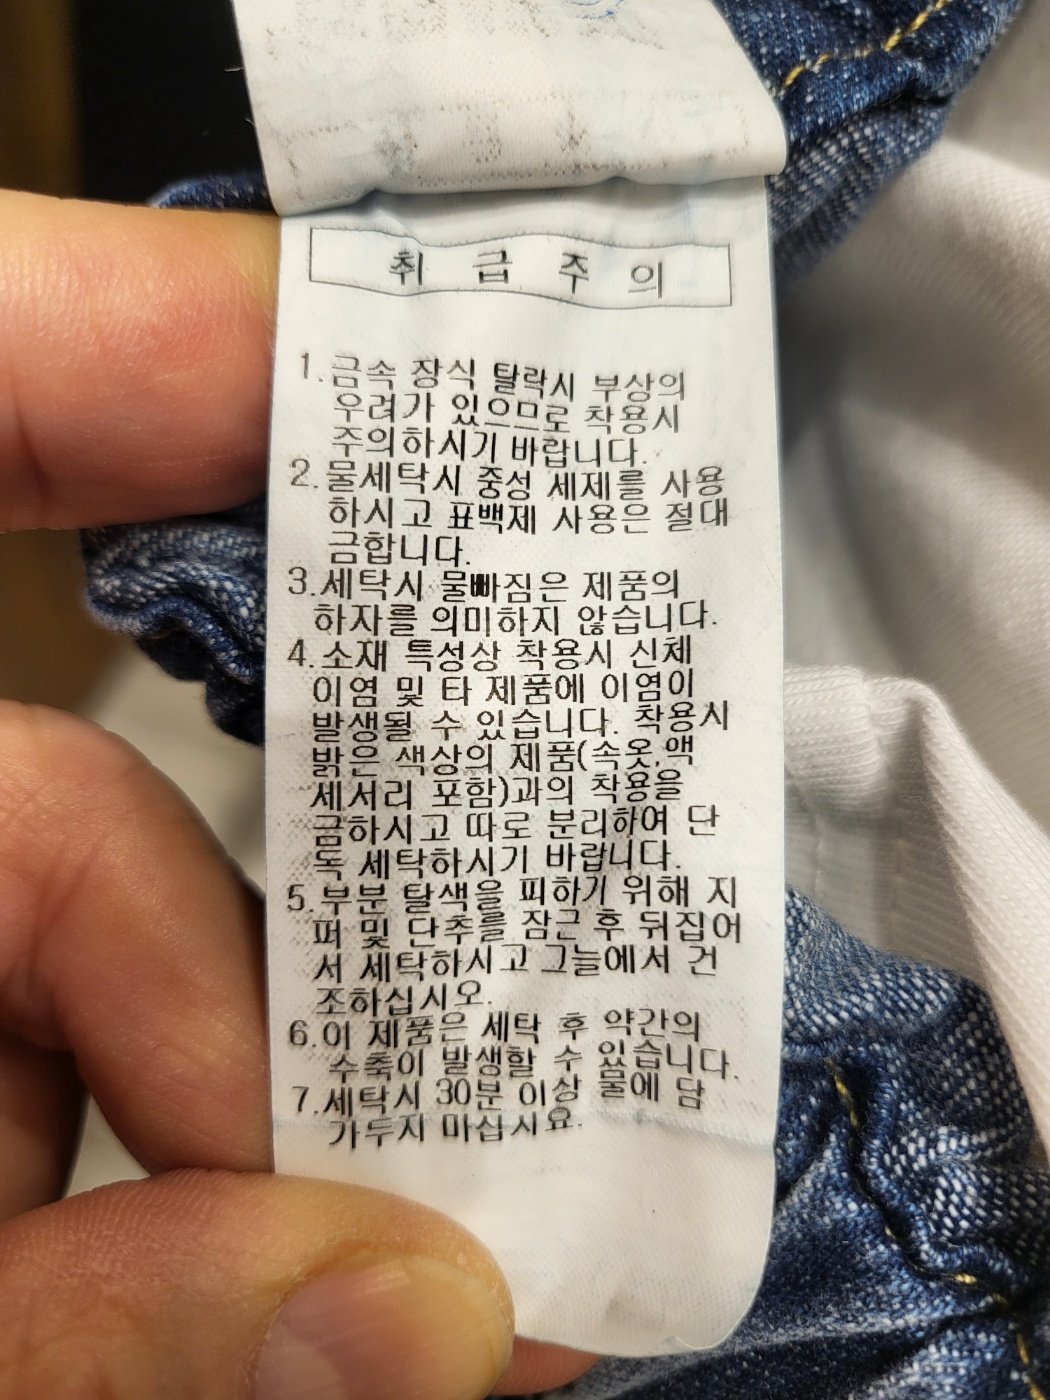 취 급 주 의
1.금속 장식 탈락시 부상의
우려가 있으므로 착용시
주의하시기 바랍니다.
2.물세탁시 중성 세제를 사용
하시고 표백제 사용은 절대
금합니다.
3.세탁시 물빠짐은 제품의
하자를 의미하지 않습니다.
4.소재 특성상 착용시 신체
이염 및 타 제품에 이염이
발생될 수 있습니다. 착용시
밝은 색상의 제품(속옷,액
세서리 포함)과의 착용을
금하시고 따로 분리하여 단
독 세탁하시기 바랍니다.
5.부분 탈색을 피하기 위해 지
퍼 및 단추를 잠근 후 뒤집어
서 세탁하시고 그늘에서 건
조하십시오.
6.이 제품은 세탁 후 약간의
수축이 발생할 수 있습니다.
7.세탁시 30분 이상 물에 담
가두지 마십시요.